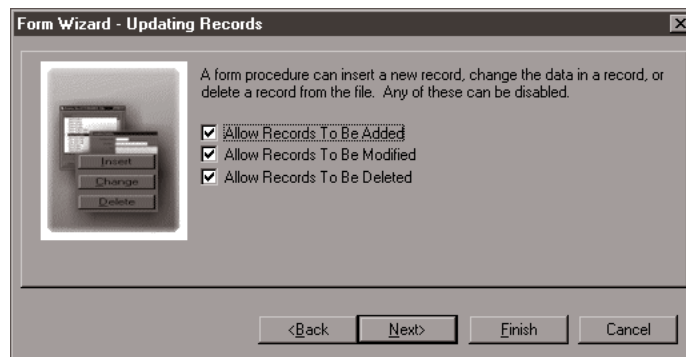 Form Wizard - Updating Records
A form procedure can insert a new record, change the data in a record, or
delete a record from the file. Any of these can be disabled.
Allow Records To Be Added
Allow Records To Be Modified
Allow Records To Be Deleted
Insert
Change
Delete
<Back
Next>
Finish
Cancel